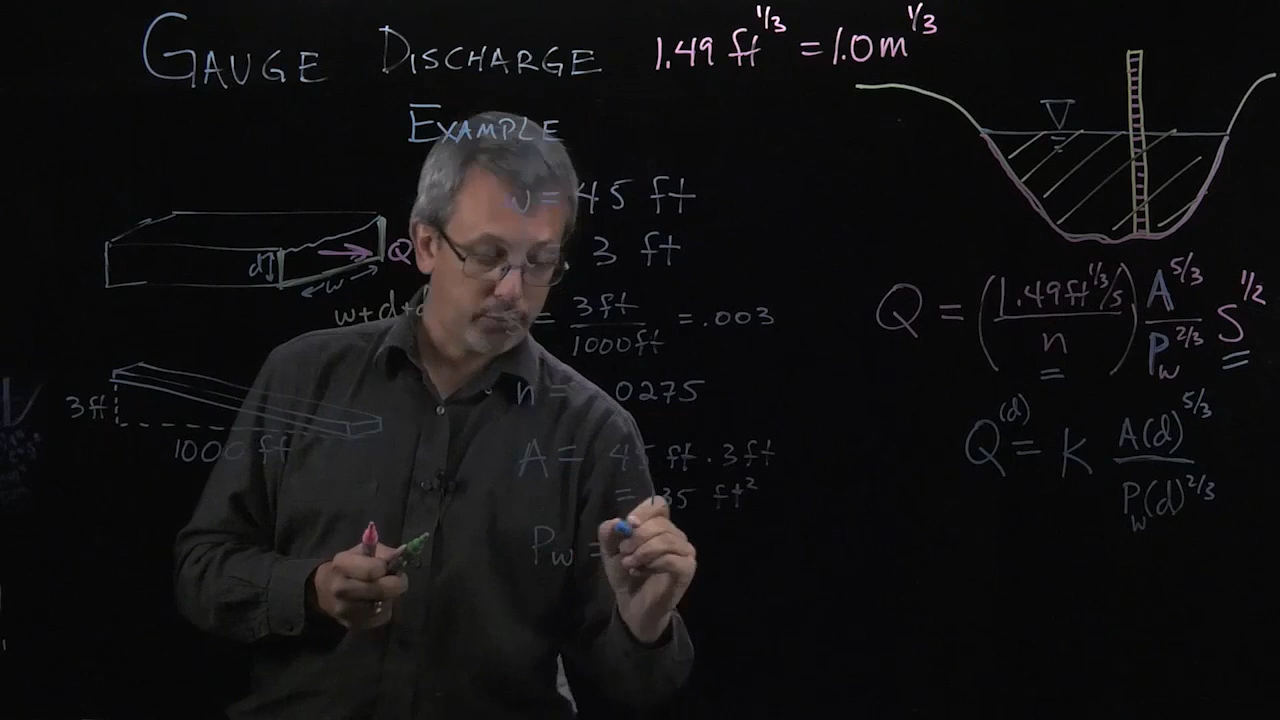 GAUGE DISCHARGE 1.49 ft^1/3 = 1.0 m^1/3
EXAMPLE
w = 45 ft
3 ft
d
w
Q
w+d+d
= 3 ft / 1000 ft = .003
3 ft
1000 ft
n = .0275
A = 45 ft · 3 ft
= 135 ft²
Pw =
Q = (1.49 ft^1/3/s / n) A^5/3 / Pw^2/3 S^1/2
Q(d) = K A(d)^5/3 / Pw(d)^2/3